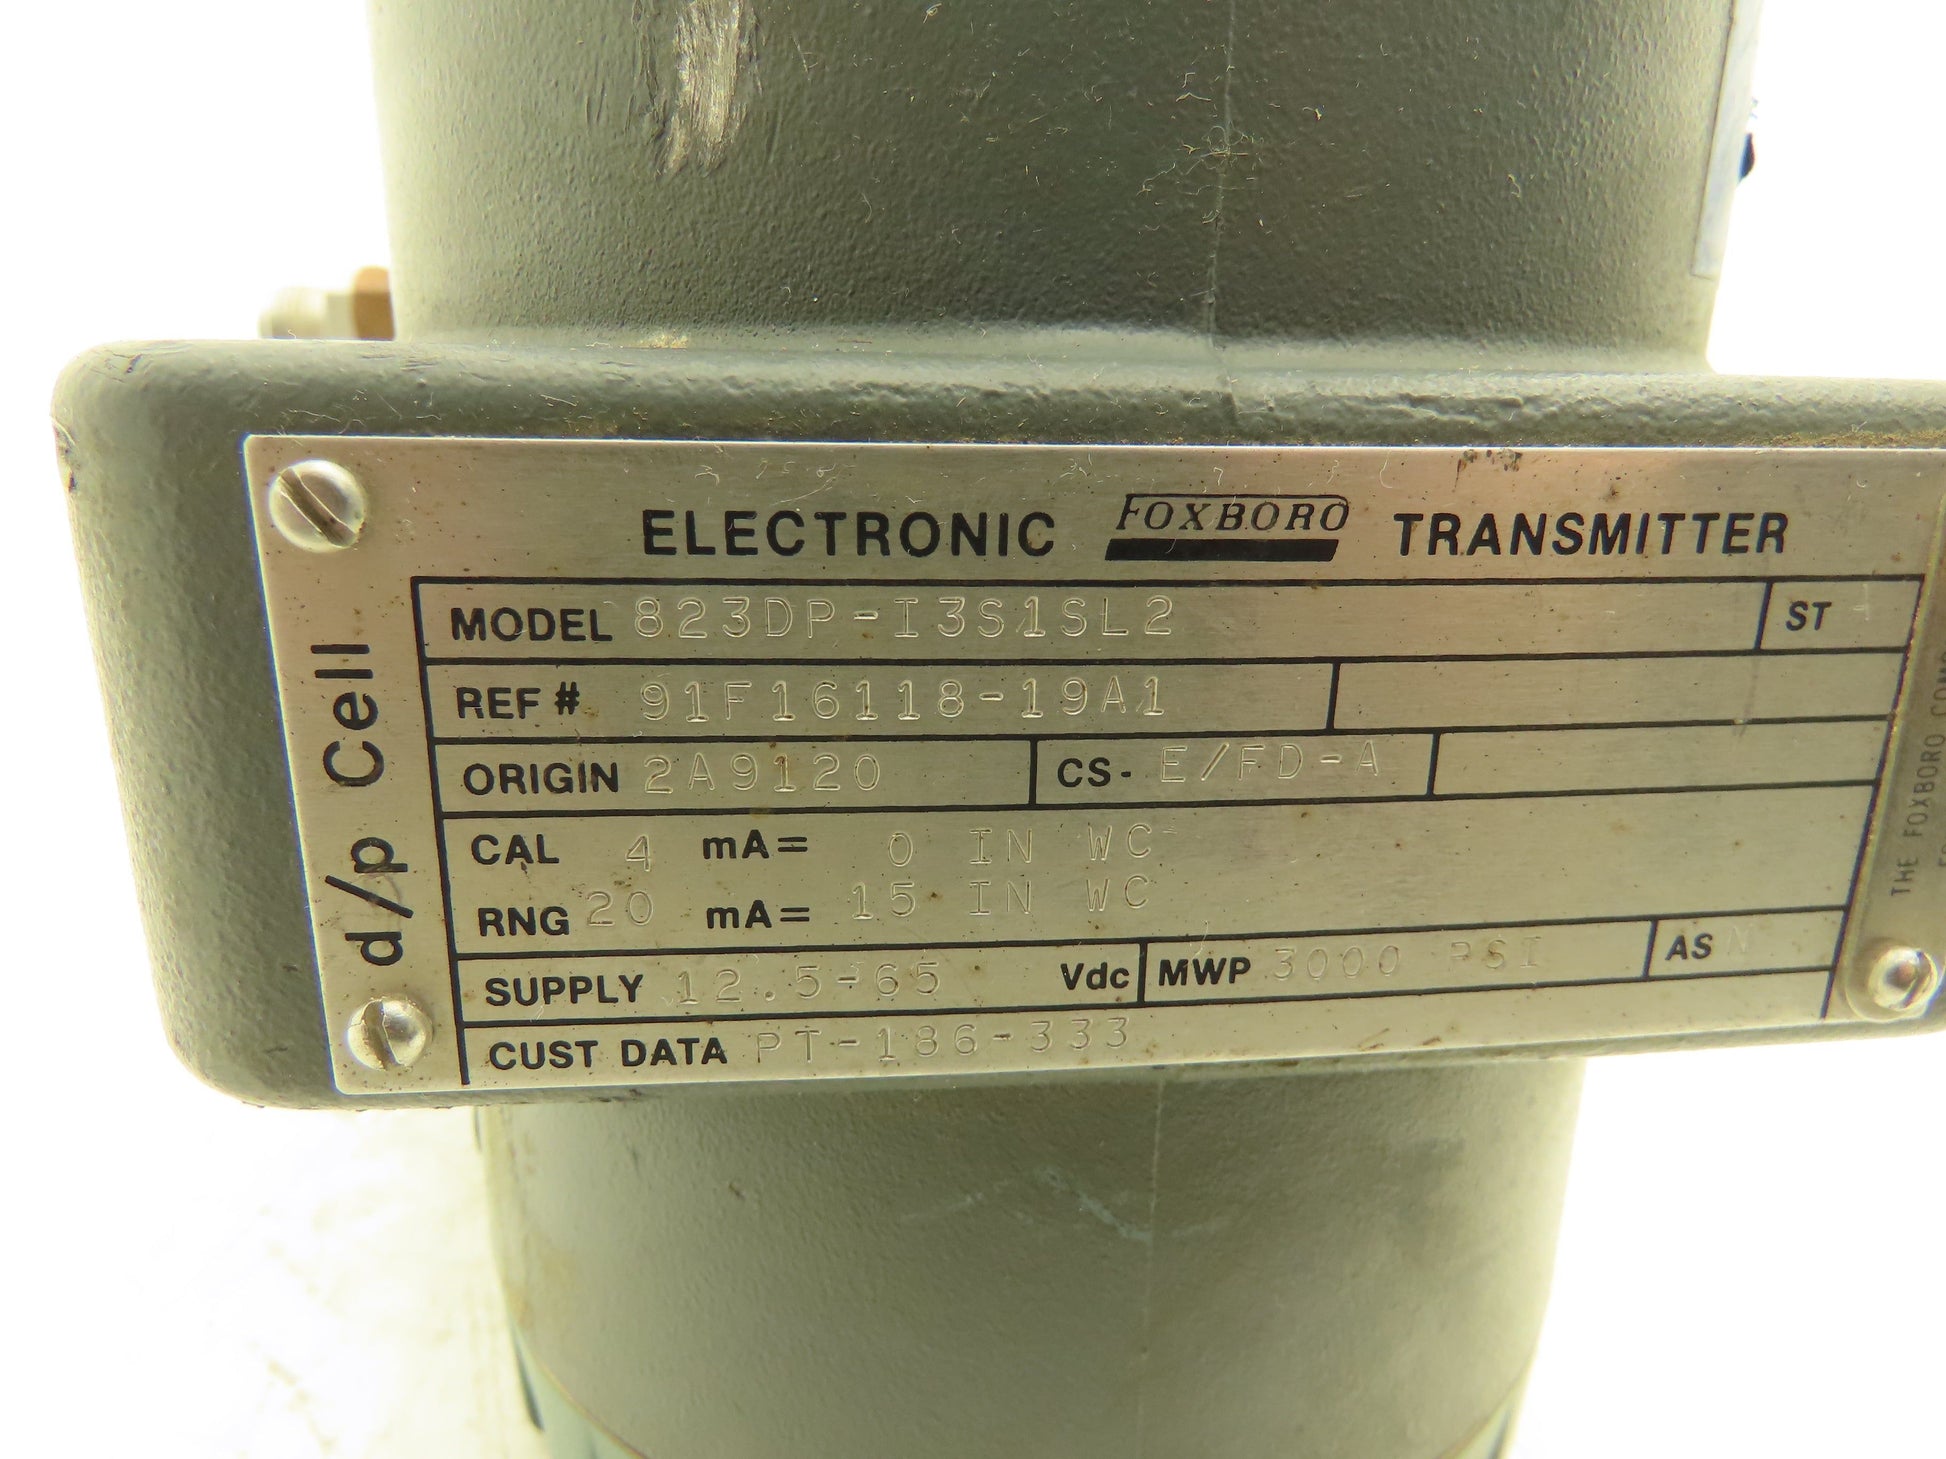 ELECTRONIC FOXBORO TRANSMITTER
d/p Cell
MODEL 823DP-I3S1SL2 ST
REF # 91F16118-19A1
ORIGIN 2A9120 CS- E/FD-A
CAL 4 mA= 0 IN WC
RNG 20 mA= 15 IN WC
SUPPLY 12.5-65 Vdc MWP 3000 PSI AS N
CUST DATA PT-186-333
THE FOXBORO